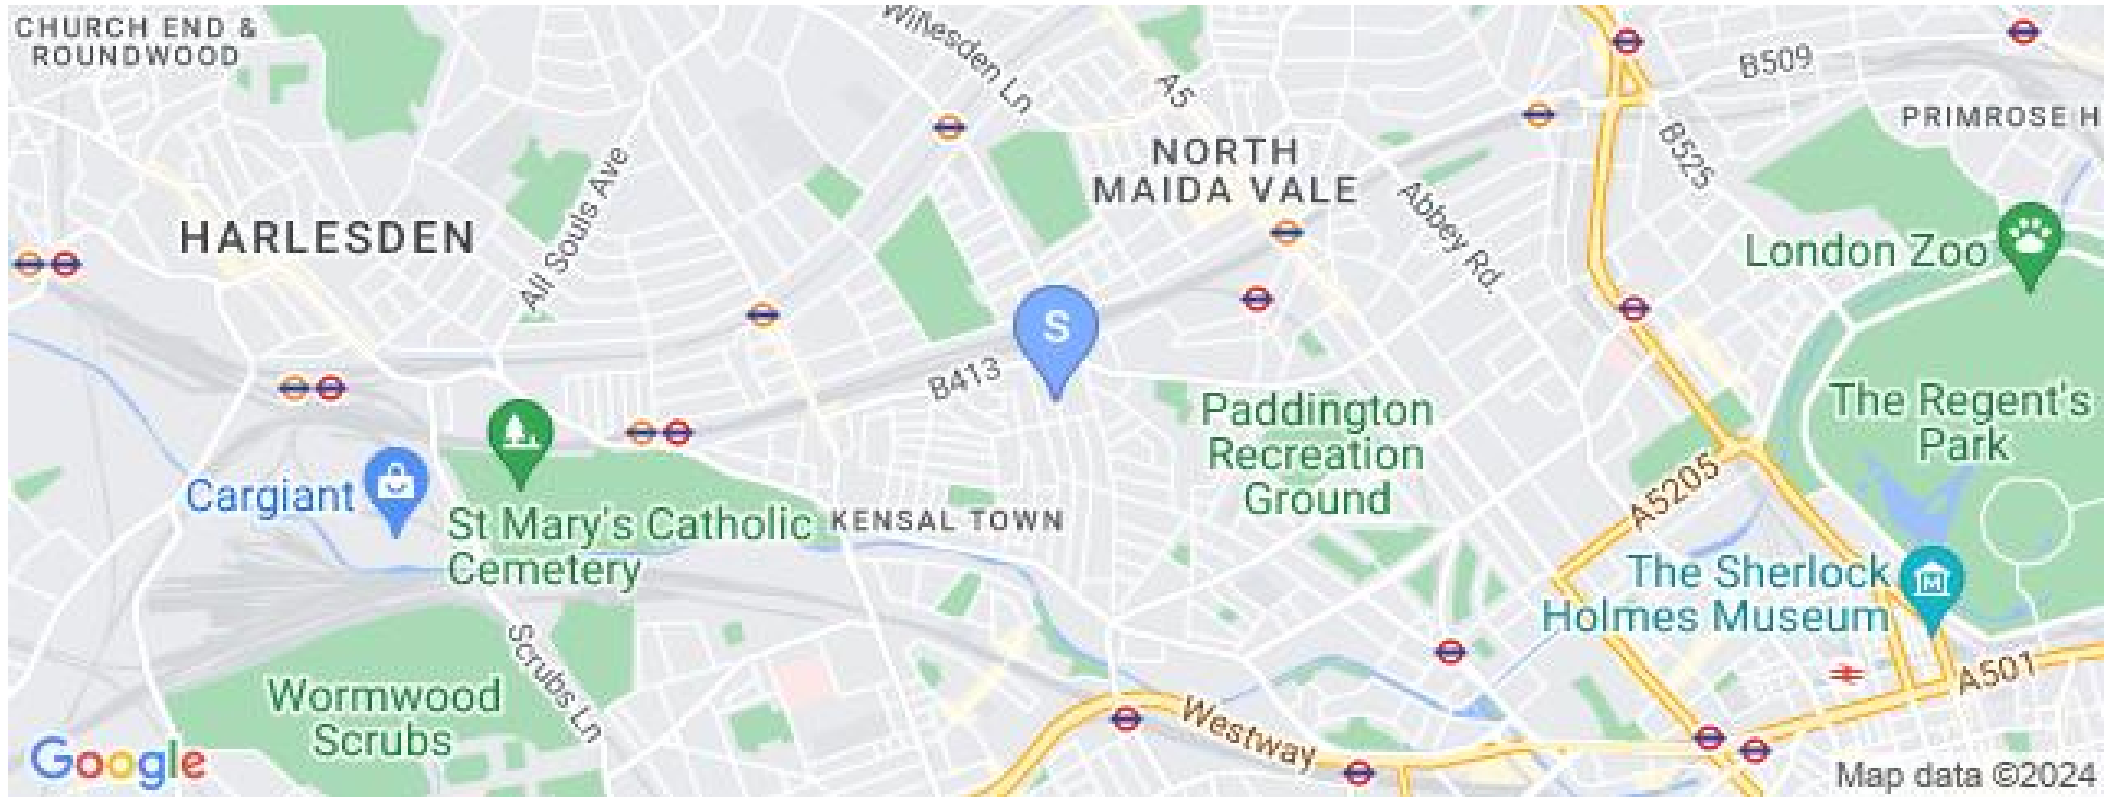 CHURCH END &
ROUNDWOOD
Willesden Ln
A5
B509
PRIMROSE H
NORTH
MAIDA VALE
B525
HARLESDEN
All Souls Ave
Abbey Rd.
London Zoo
S
B413
The Regent's
Park
Paddington
Recreation
Ground
A5205
Cargiant
St Mary's Catholic
Cemetery
KENSAL TOWN
The Sherlock
Holmes Museum
M
Scrubs Ln
Wormwood
Scrubs
A501
Westway
Google
Map data ©2024